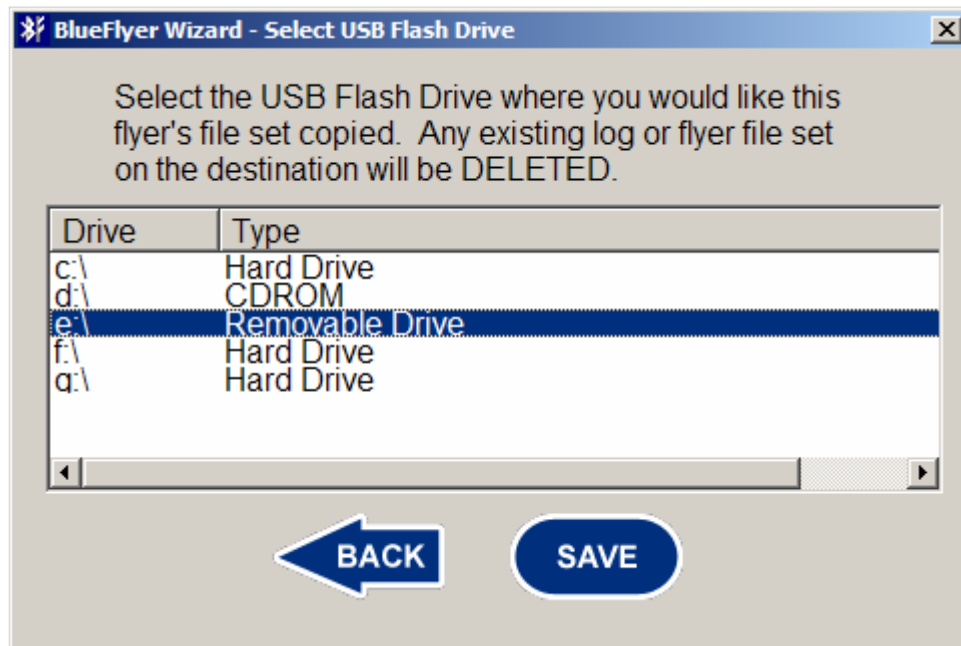 BlueFlyer Wizard - Select USB Flash Drive
Select the USB Flash Drive where you would like this
flyer's file set copied.  Any existing log or flyer file set
on the destination will be DELETED.
Drive Type
c:\ Hard Drive
d:\ CDROM
e:\ Removable Drive
f:\ Hard Drive
g:\ Hard Drive
BACK SAVE